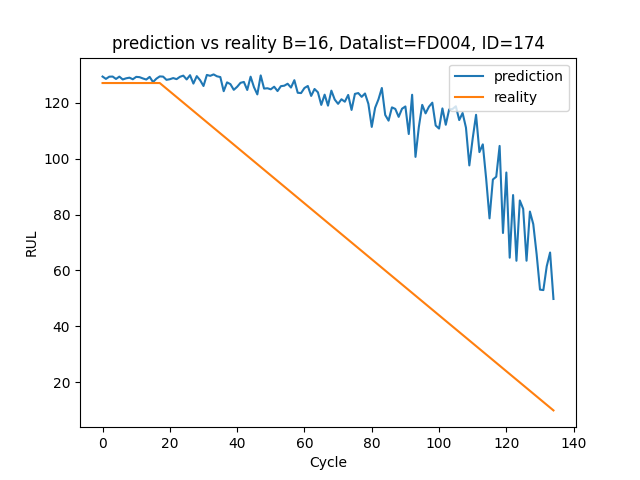 prediction vs reality B=16, Datalist=FD004, ID=174
prediction
reality
RUL
120
100
80
60
40
20
0 20 40 60 80 100 120 140
Cycle